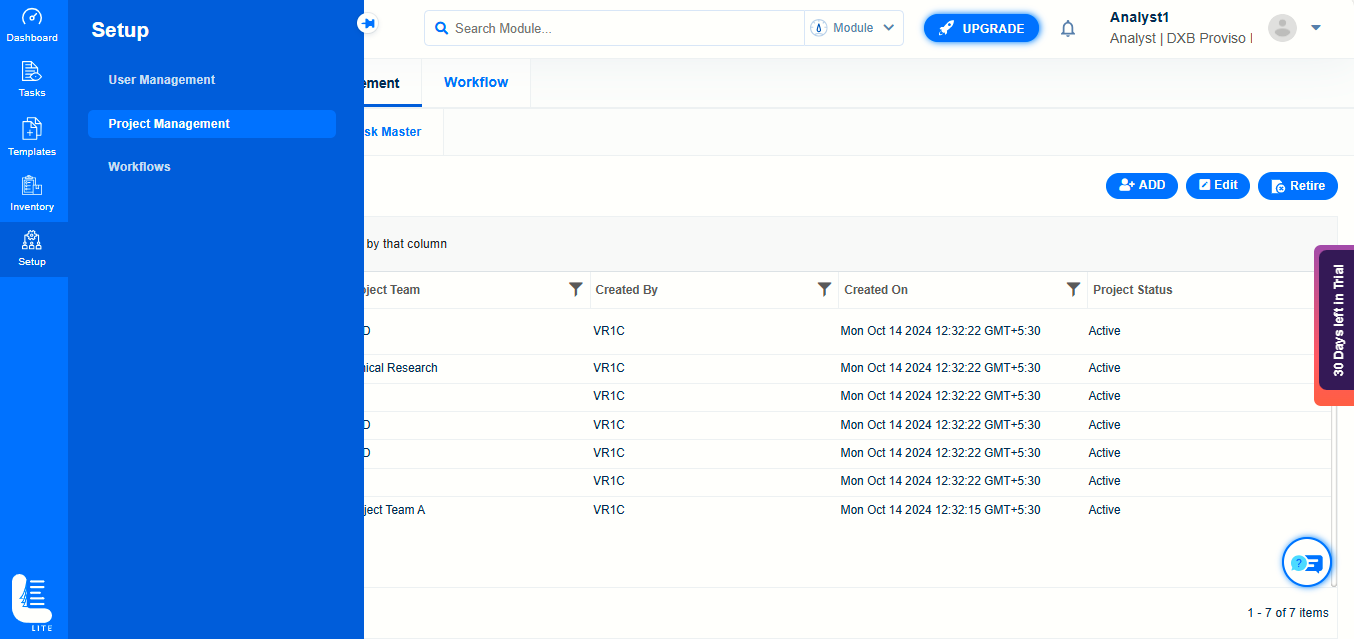 Dashboard
Tasks
Templates
Inventory
Setup
LITE
Setup
User Management
Project Management
Workflows
Search Module...
Module
UPGRADE
Analyst1
Analyst | DXB Proviso
ement
Workflow
sk Master
ADD
Edit
Retire
by that column
ject Team
Created By
Created On
Project Status
D
VR1C
Mon Oct 14 2024 12:32:22 GMT+5:30
Active
ical Research
VR1C
Mon Oct 14 2024 12:32:22 GMT+5:30
Active
VR1C
Mon Oct 14 2024 12:32:22 GMT+5:30
Active
D
VR1C
Mon Oct 14 2024 12:32:22 GMT+5:30
Active
D
VR1C
Mon Oct 14 2024 12:32:22 GMT+5:30
Active
VR1C
Mon Oct 14 2024 12:32:22 GMT+5:30
Active
ject Team A
VR1C
Mon Oct 14 2024 12:32:15 GMT+5:30
Active
30 Days left in Trial
1 - 7 of 7 items